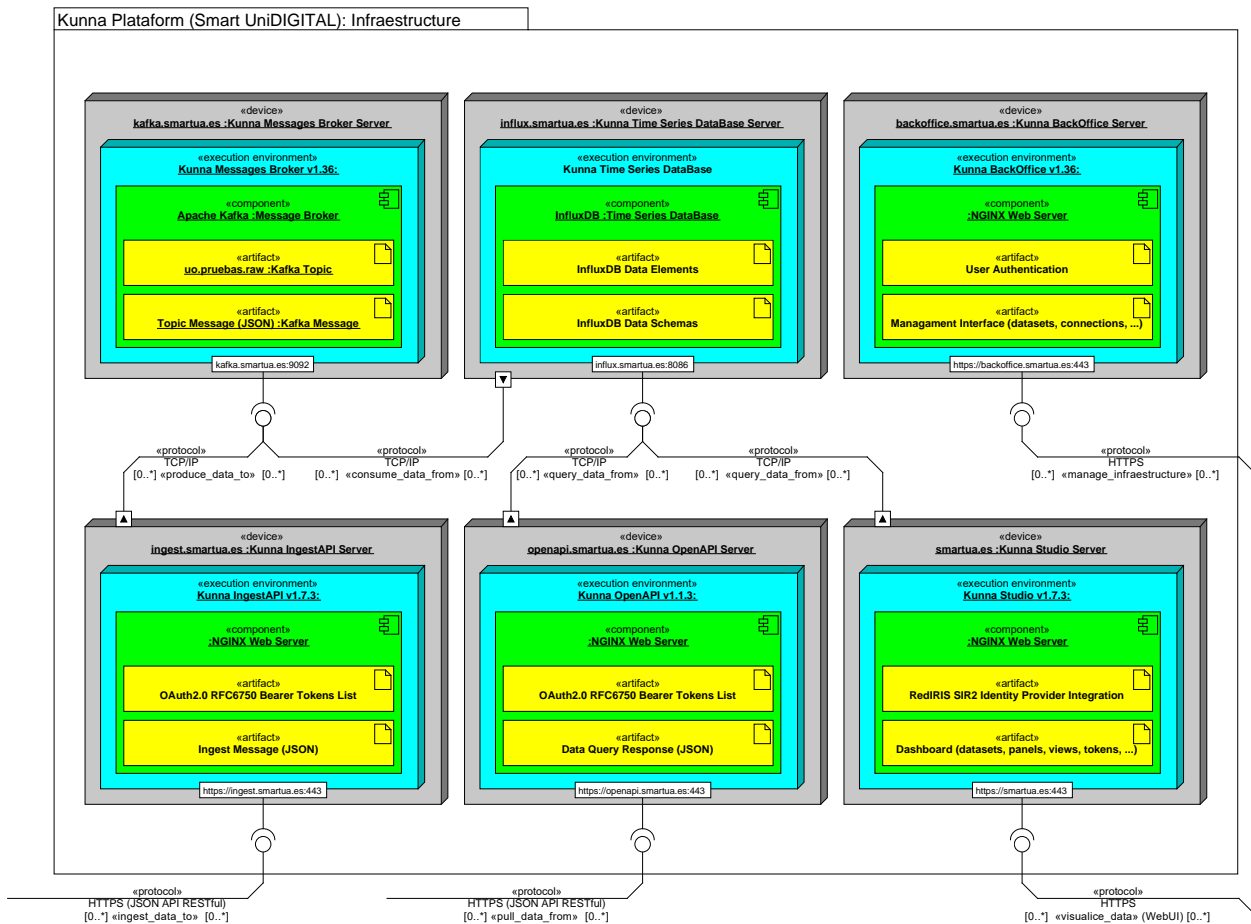 Kunna Plataform (Smart UniDIGITAL): Infraestructure
«device»
kafka.smartua.es :Kunna Messages Broker Server
«execution environment»
Kunna Messages Broker v1.36:
«component»
Apache Kafka :Message Broker
«artifact»
uo.pruebas.raw :Kafka Topic
«artifact»
Topic Message (JSON) :Kafka Message
kafka.smartua.es:9092
«device»
influx.smartua.es :Kunna Time Series DataBase Server
«execution environment»
Kunna Time Series DataBase
«component»
InfluxDB :Time Series DataBase
«artifact»
InfluxDB Data Elements
«artifact»
InfluxDB Data Schemas
influx.smartua.es:8086
«device»
backoffice.smartua.es :Kunna BackOffice Server
«execution environment»
Kunna BackOffice v1.36:
«component»
:NGINX Web Server
«artifact»
User Authentication
«artifact»
Managament Interface (datasets, connections, ...)
https://backoffice.smartua.es:443
«protocol»
TCP/IP
[0..*] «produce_data_to» [0..*]
«protocol»
TCP/IP
[0..*] «consume_data_from» [0..*]
«protocol»
TCP/IP
[0..*] «query_data_from» [0..*]
«protocol»
TCP/IP
[0..*] «query_data_from» [0..*]
«protocol»
HTTPS
[0..*] «manage_infrastructure» [0..*]
«device»
ingest.smartua.es :Kunna IngestAPI Server
«execution environment»
Kunna IngestAPI v1.7.3:
«component»
:NGINX Web Server
«artifact»
OAuth2.0 RFC6750 Bearer Tokens List
«artifact»
Ingest Message (JSON)
https://ingest.smartua.es:443
«device»
openapi.smartua.es :Kunna OpenAPI Server
«execution environment»
Kunna OpenAPI v1.1.3:
«component»
:NGINX Web Server
«artifact»
OAuth2.0 RFC6750 Bearer Tokens List
«artifact»
Data Query Response (JSON)
https://openapi.smartua.es:443
«device»
smartua.es :Kunna Studio Server
«execution environment»
Kunna Studio v1.7.3:
«component»
:NGINX Web Server
«artifact»
RedIRIS SIR2 Identity Provider Integration
«artifact»
Dashboard (datasets, panels, views, tokens, ...)
https://smartua.es:443
«protocol»
HTTPS (JSON API RESTful)
[0..*] «ingest_data_to» [0..*]
«protocol»
HTTPS (JSON API RESTful)
[0..*] «pull_data_from» [0..*]
«protocol»
HTTPS
[0..*] «visualice_data» (WebUI) [0..*]